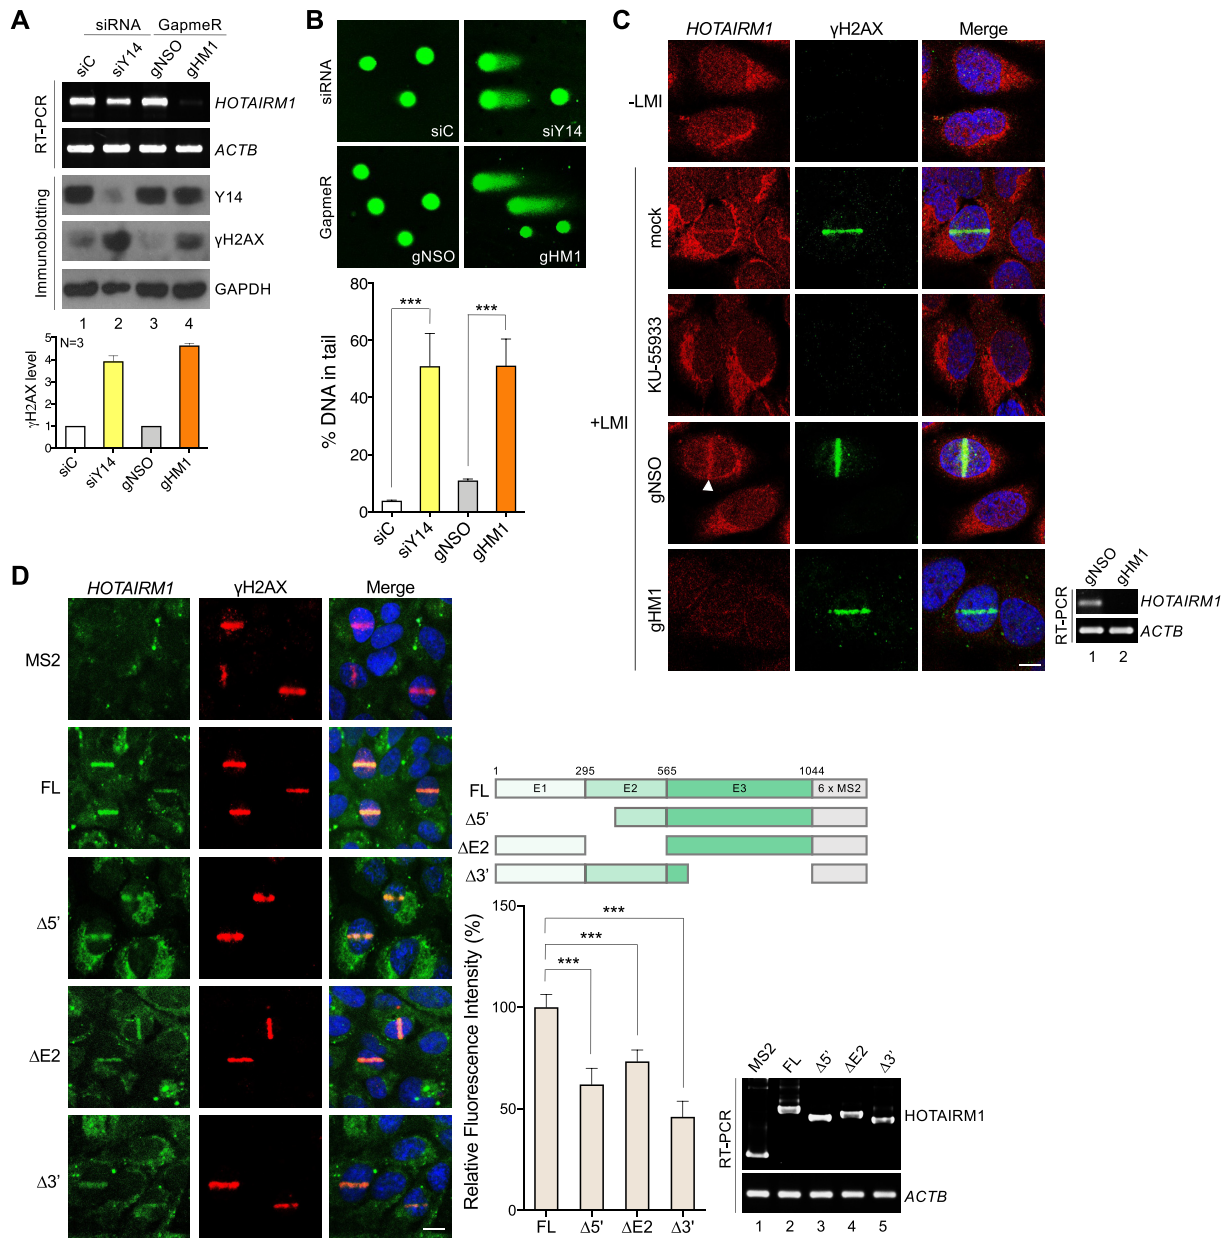 A
siRNA GapmeR
siC siY14 gNSO gHM1
RT-PCR
HOTAIRM1
ACTB
Immunoblotting
Y14
γH2AX
GAPDH
1 2 3 4
N=3
γH2AX level
5
4
3
2
1
0
siC siY14 gNSO gHM1
B
siRNA
siC
siY14
GapmeR
gNSO
gHM1
% DNA in tail
80
60
40
20
0
*** ***
siC siY14 gNSO gHM1
C
HOTAIRM1 γH2AX Merge
-LMI
+LMI
mock
KU-55933
gNSO
gHM1
gNSO gHM1
RT-PCR
HOTAIRM1
ACTB
1 2
D
HOTAIRM1 γH2AX Merge
MS2
FL
Δ5'
ΔE2
Δ3'
1 295 565 1044
FL E1 E2 E3 6 x MS2
Δ5'
ΔE2
Δ3'
Relative Fluorescence Intensity (%)
150
100
50
0
***
***
***
FL Δ5' ΔE2 Δ3'
MS2 FL Δ5' ΔE2 Δ3'
RT-PCR
HOTAIRM1
ACTB
1 2 3 4 5